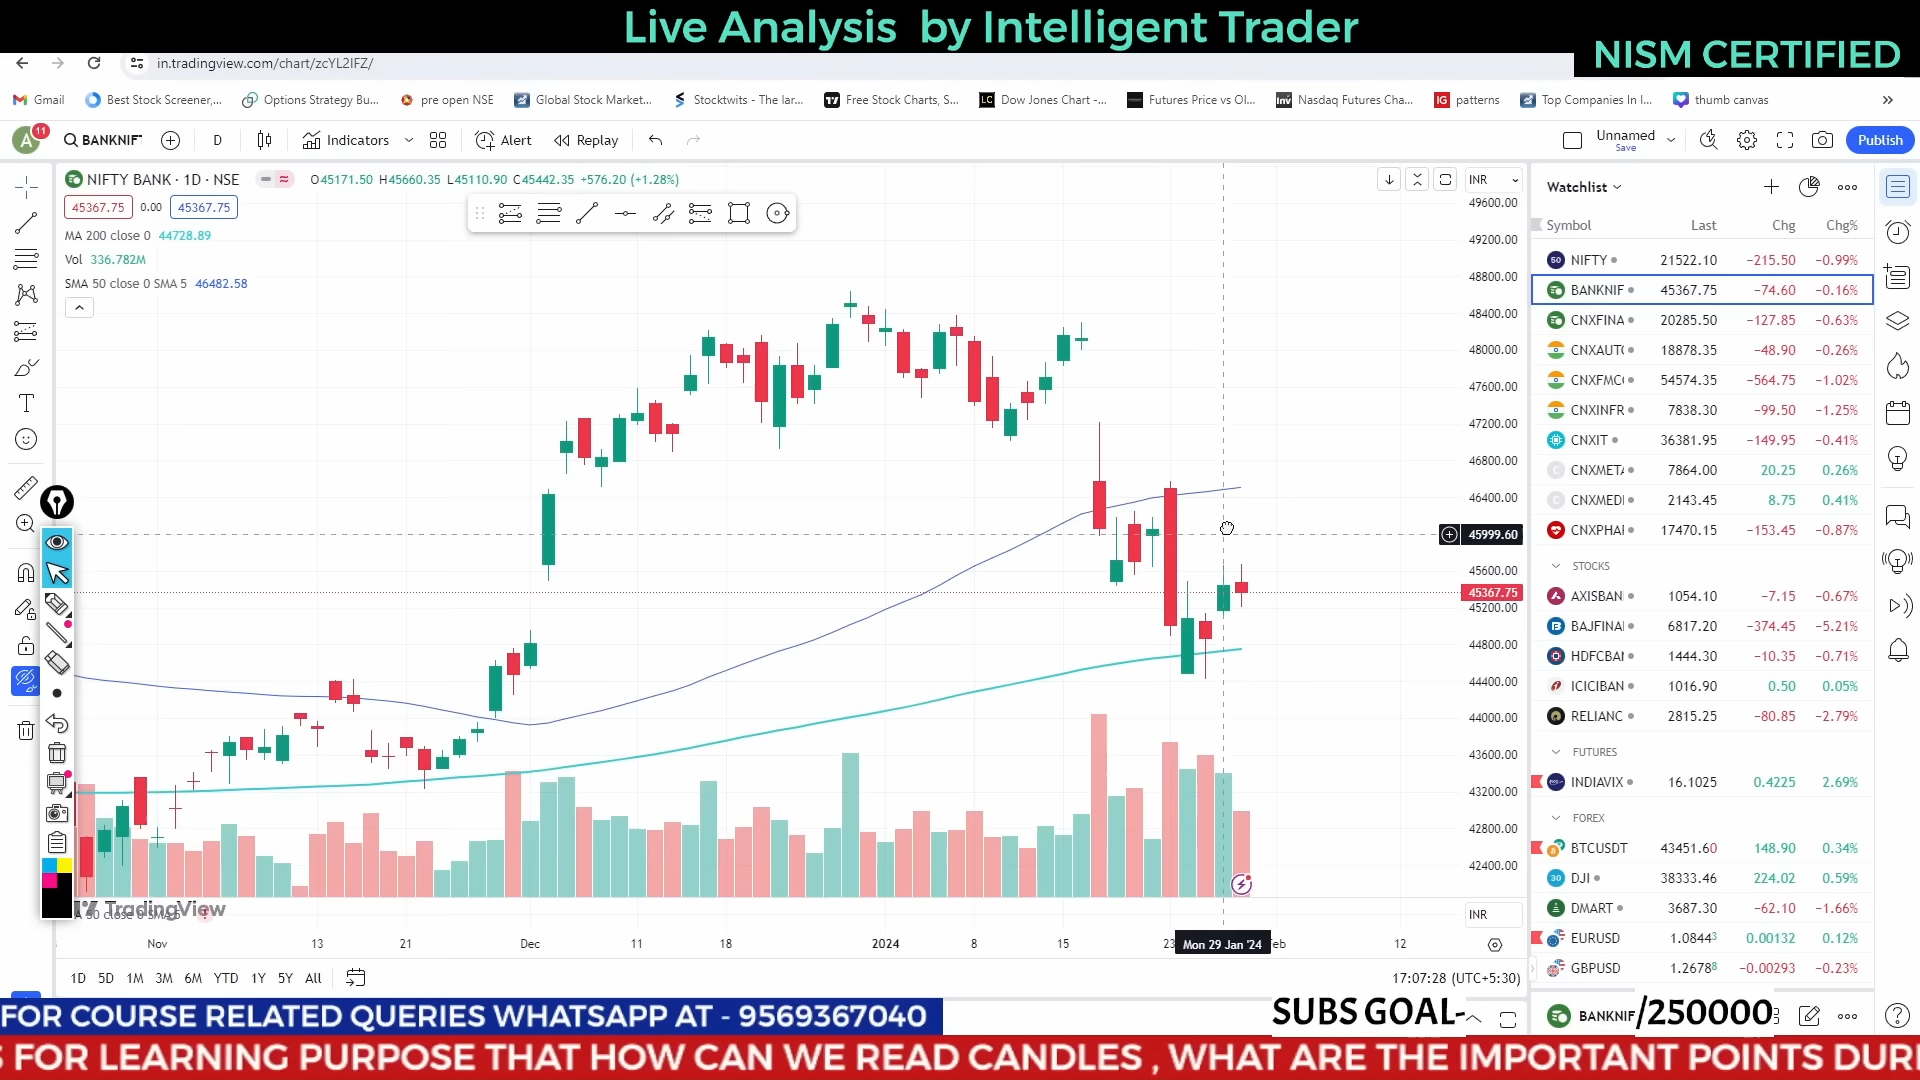 Live Analysis by Intelligent Trader
NISM CERTIFIED
in.tradingview.com/chart/zcYL2IFZ/
Gmail
Best Stock Screener,...
Options Strategy Bu...
pre open NSE
Global Stock Market...
Stocktwits - The lar...
Free Stock Charts, S...
Dow Jones Chart -...
Futures Price vs OI...
Nasdaq Futures Cha...
patterns
Top Companies In I...
thumb canvas
A 11
BANKNIF
D
Indicators
Alert
Replay
Unnamed
Save
Publish
NIFTY BANK · 1D · NSE
O45171.50 H45660.35 L45110.90 C45442.35 +576.20 (+1.28%)
INR
45367.75 0.00 45367.75
MA 200 close 0 44728.89
Vol 336.782M
SMA 50 close 0 SMA 5 46482.58
49600.00
49200.00
48800.00
48400.00
48000.00
47600.00
47200.00
46800.00
46400.00
45999.60
45600.00
45367.75
45200.00
44800.00
44400.00
44000.00
43600.00
43200.00
42800.00
42400.00
INR
TradingView
Nov 13 21 Dec 11 18 2024 8 15 23 Mon 29 Jan '24 Feb 12
1D 5D 1M 3M 6M YTD 1Y 5Y All
17:07:28 (UTC+5:30)
Watchlist
Symbol Last Chg Chg%
NIFTY 21522.10 −215.50 −0.99%
BANKNIF 45367.75 −74.60 −0.16%
CNXFINA 20285.50 −127.85 −0.63%
CNXAUT 18878.35 −48.90 −0.26%
CNXFMC 54574.35 −564.75 −1.02%
CNXINFR 7838.30 −99.50 −1.25%
CNXIT 36381.95 −149.95 −0.41%
CNXMET 7864.00 20.25 0.26%
CNXMEDI 2143.45 8.75 0.41%
CNXPHAI 17470.15 −153.45 −0.87%
STOCKS
AXISBAN 1054.10 −7.15 −0.67%
BAJFINA 6817.20 −374.45 −5.21%
HDFCBAI 1444.30 −10.35 −0.71%
ICICIBAN 1016.90 0.50 0.05%
RELIANC 2815.25 −80.85 −2.79%
FUTURES
INDIAVIX 16.1025 0.4225 2.69%
FOREX
BTCUSDT 43451.60 148.90 0.34%
DJI 38333.46 224.02 0.59%
DMART 3687.30 −62.10 −1.66%
EURUSD 1.08443 0.00132 0.12%
GBPUSD 1.26788 −0.00293 −0.23%
BANKNIF
SUBS GOAL- /250000
FOR COURSE RELATED QUERIES WHATSAPP AT - 9569367040
S FOR LEARNING PURPOSE THAT HOW CAN WE READ CANDLES , WHAT ARE THE IMPORTANT POINTS DURI